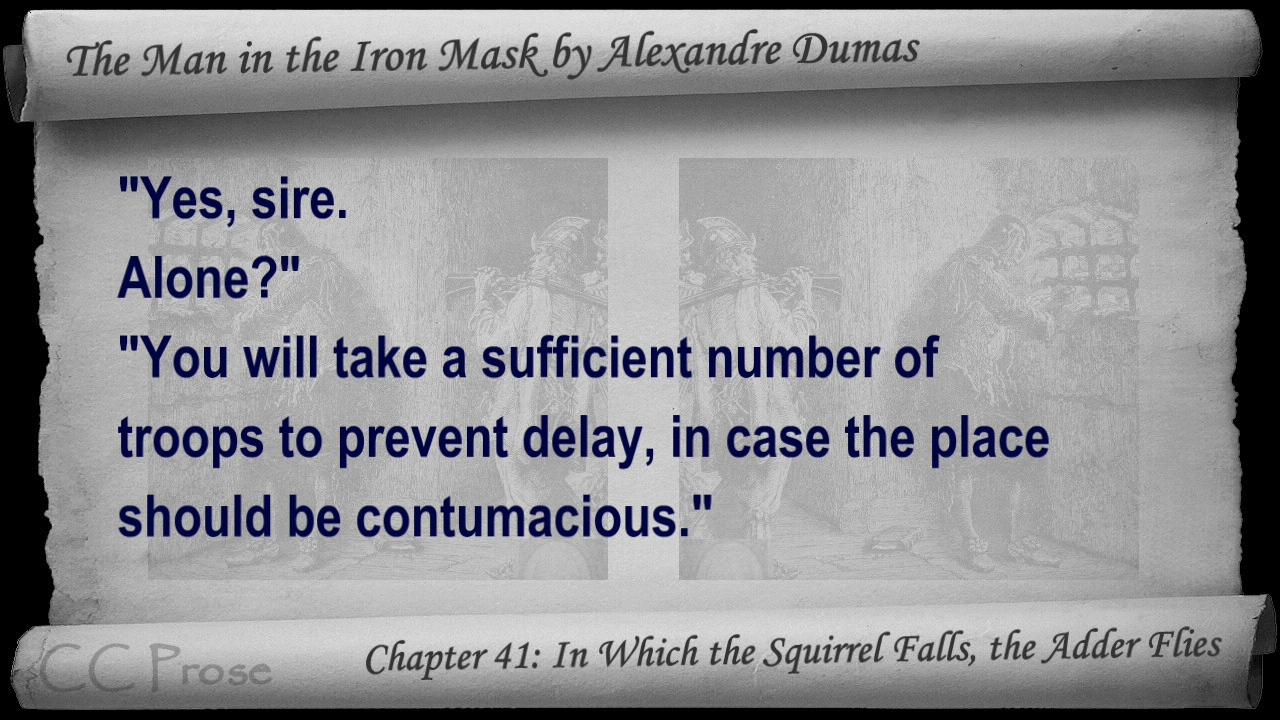 The Man in the Iron Mask by Alexandre Dumas
"Yes, sire.
Alone?"
"You will take a sufficient number of
troops to prevent delay, in case the place
should be contumacious."
CC Prose
Chapter 41: In Which the Squirrel Falls, the Adder Flies